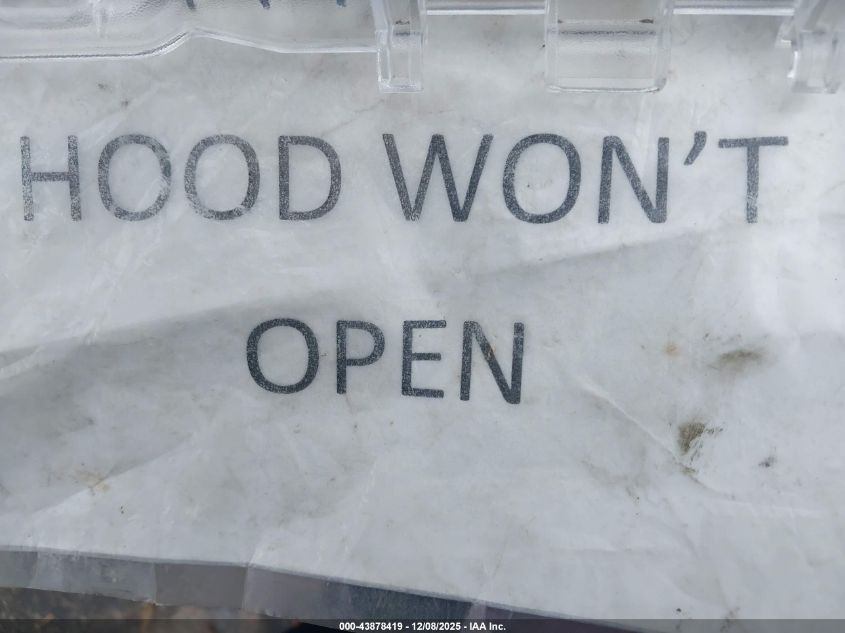 HOOD WON’T
OPEN
000-43878419 - 12/08/2025 - IAA Inc.